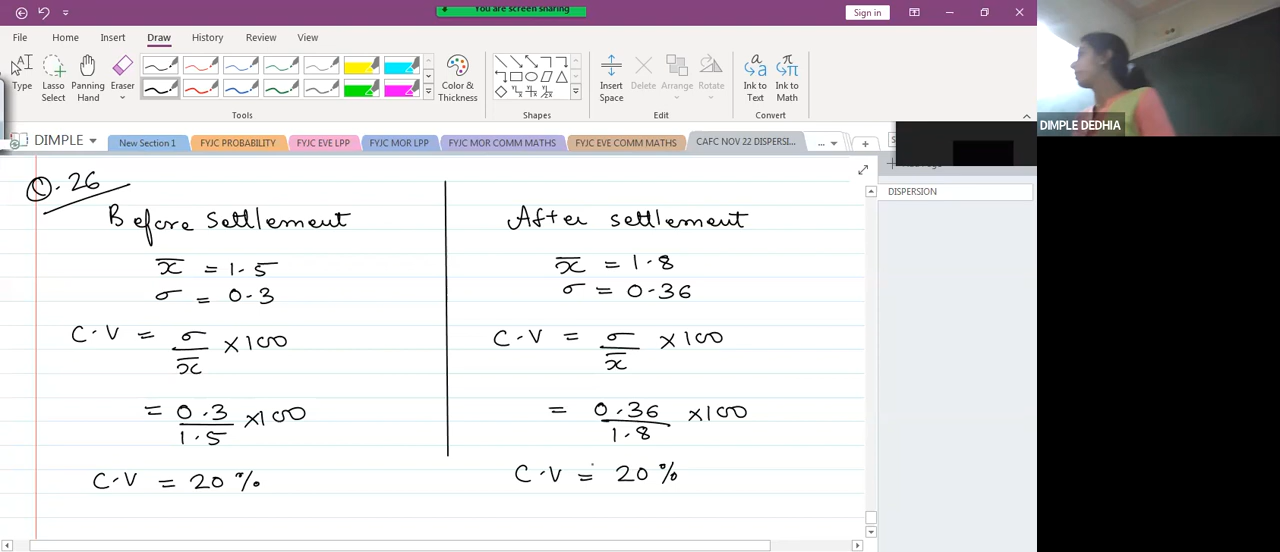 You are screen sharing
Sign in
File Home Insert Draw History Review View
Type
Lasso Select
Panning Hand
Eraser
Color & Thickness
Insert Space
Delete
Arrange
Rotate
Ink to Text
Ink to Math
Tools
Shapes
Edit
Convert
DIMPLE
New Section 1
FYJC PROBABILITY
FYJC EVE LPP
FYJC MOR LPP
FYJC MOR COMM MATHS
FYJC EVE COMM MATHS
CAFC NOV 22 DISPERSI...
DISPERSION
DIMPLE DEDHIA
Q.26
Before settlement
x̄ = 1.5
σ = 0.3
C.V = σ/x̄ × 100
= 0.3/1.5 × 100
C.V = 20 %
After settlement
x̄ = 1.8
σ = 0.36
C.V = σ/x̄ × 100
= 0.36/1.8 × 100
C.V = 20 %